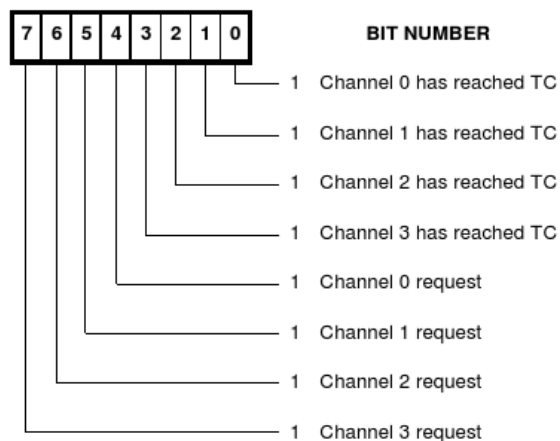 7 6 5 4 3 2 1 0 BIT NUMBER
1 Channel 0 has reached TC
1 Channel 1 has reached TC
1 Channel 2 has reached TC
1 Channel 3 has reached TC
1 Channel 0 request
1 Channel 1 request
1 Channel 2 request
1 Channel 3 request